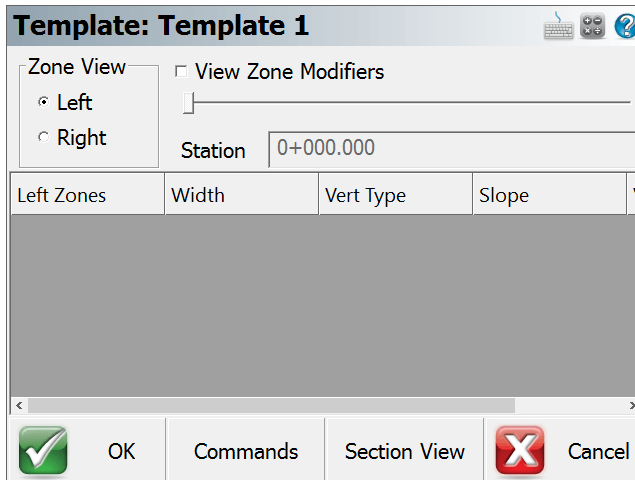 Template: Template 1
Zone View
View Zone Modifiers
Left
Right
Station
0+000.000
Left Zones
Width
Vert Type
Slope
OK
Commands
Section View
Cancel